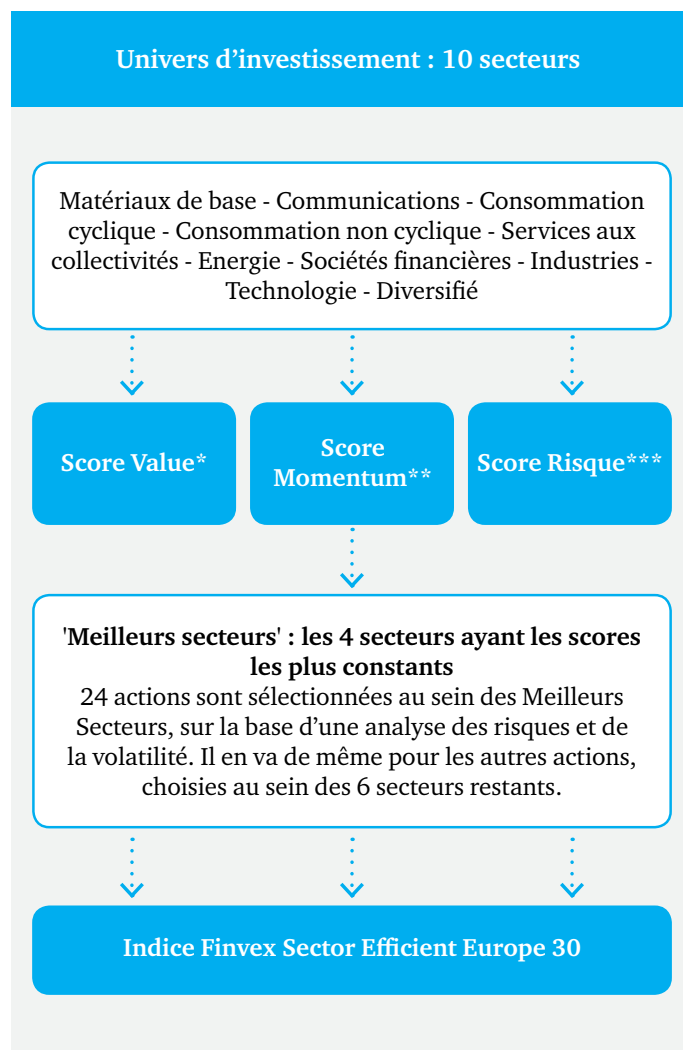 Univers d’investissement : 10 secteurs
Matériaux de base - Communications - Consommation
cyclique - Consommation non cyclique - Services aux
collectivités - Energie - Sociétés financières - Industries -
Technologie - Diversifié
Score Value*
Score
Momentum**
Score Risque***
'Meilleurs secteurs' : les 4 secteurs ayant les scores
les plus constants
24 actions sont sélectionnées au sein des Meilleurs
Secteurs, sur la base d’une analyse des risques et de
la volatilité. Il en va de même pour les autres actions,
choisies au sein des 6 secteurs restants.
Indice Finvex Sector Efficient Europe 30